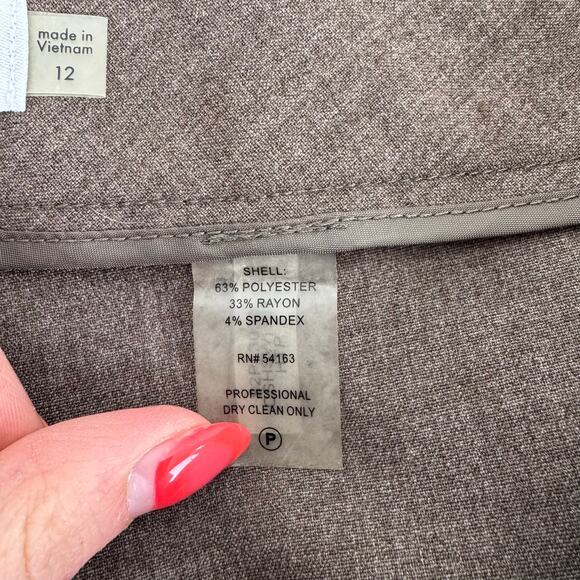 made in
Vietnam
12
SHELL:
63% POLYESTER
33% RAYON
4% SPANDEX
RN# 54163
PROFESSIONAL
DRY CLEAN ONLY
P